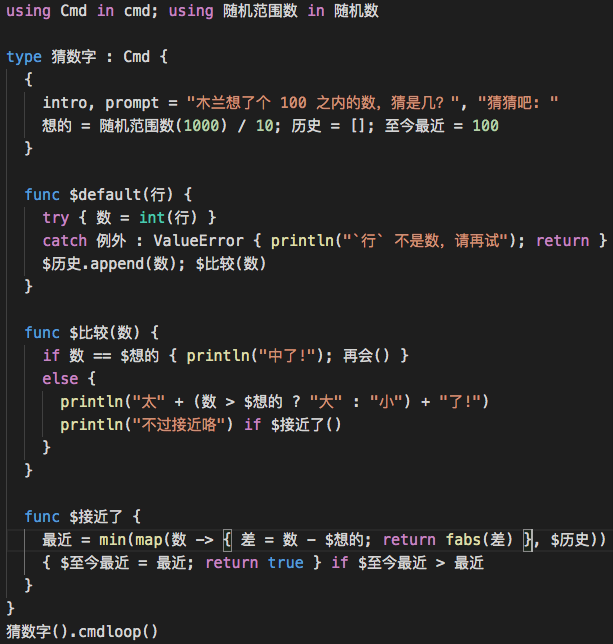 using Cmd in cmd; using 随机范围数 in 随机数
type 猜数字 : Cmd {
{
intro, prompt = "木兰想了个 100 之内的数，猜是几？", "猜猜吧: "
想的 = 随机范围数(1000) / 10; 历史 = []; 至今最近 = 100
}
func $default(行) {
try { 数 = int(行) }
catch 例外 : ValueError { println("`行` 不是数，请再试"); return }
$历史.append(数); $比较(数)
}
func $比较(数) {
if 数 == $想的 { println("中了!"); 再会() }
else {
println("太" + (数 > $想的 ? "大" : "小") + "了!")
println("不过接近咯") if $接近了()
}
}
func $接近了 {
最近 = min(map(数 -> { 差 = 数 - $想的; return fabs(差) }, $历史))
{ $至今最近 = 最近; return true } if $至今最近 > 最近
}
}
猜数字().cmdloop()